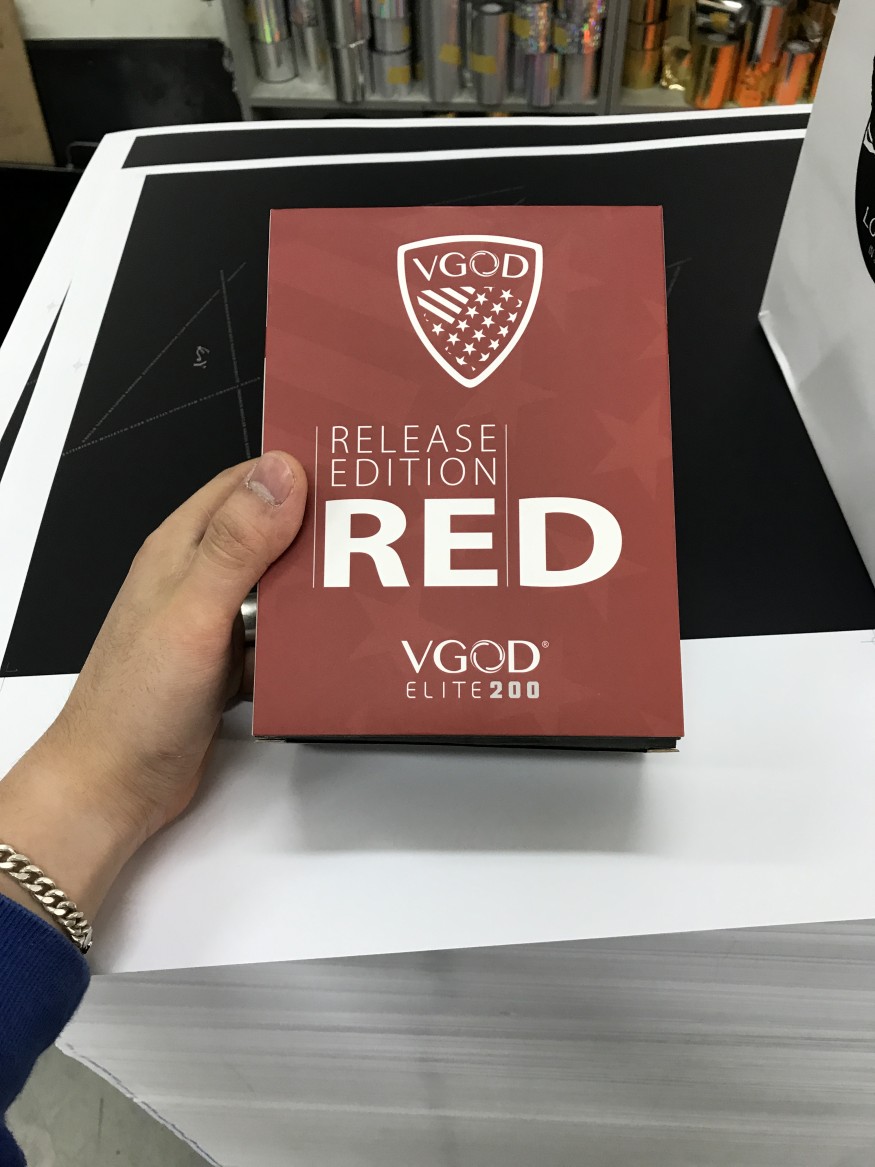 VGOD
RELEASE
EDITION
RED
VGOD®
ELITE200